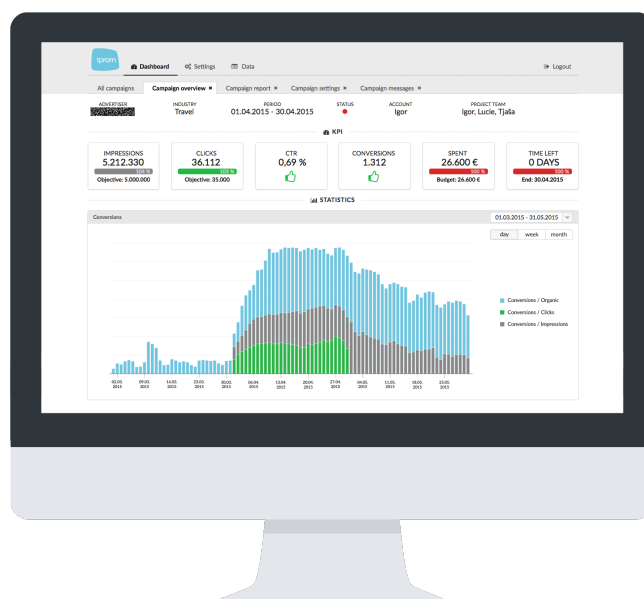 1prom
Dashboard Settings Data Logout
All campaigns Campaign overview × Campaign report × Campaign settings × Campaign messages ×
ADVERTISER INDUSTRY PERIOD STATUS ACCOUNT PROJECT TEAM
Travel 01.04.2015 - 30.04.2015 Igor Igor, Lucie, Tjaša
KPI
IMPRESSIONS CLICKS CTR CONVERSIONS SPENT TIME LEFT
5.212.330 36.112 0,69 % 1.312 26.600 € 0 DAYS
104 % 103 % 100 % 100 %
Objective: 5.000.000 Objective: 35.000 Budget: 26.600 € End: 30.04.2015
STATISTICS
Conversions 01.03.2015 - 31.05.2015
day week month
Conversions / Organic
Conversions / Clicks
Conversions / Impressions
02.03. 09.03. 16.03. 23.03. 30.03. 06.04. 13.04. 20.04. 27.04. 04.05. 11.05. 18.05. 25.05.
2015 2015 2015 2015 2015 2015 2015 2015 2015 2015 2015 2015 2015